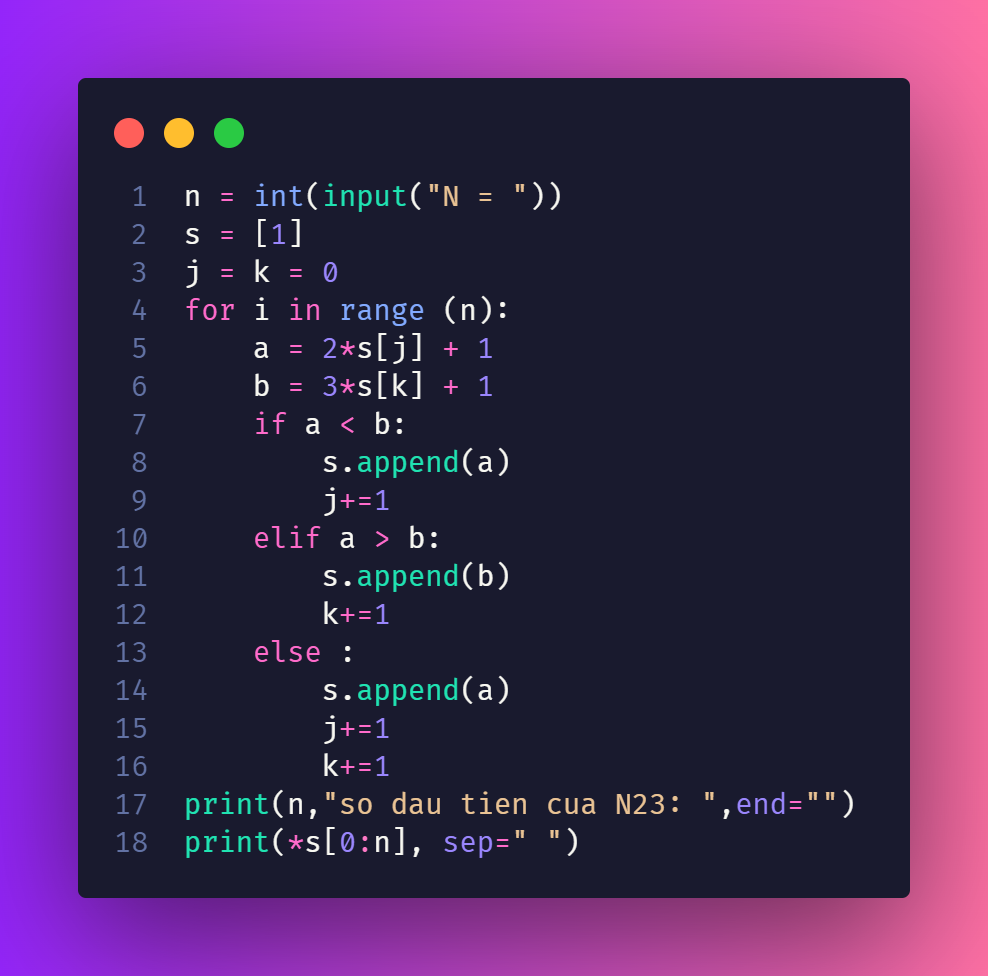 1 n = int(input("N = "))
2 s = [1]
3 j = k = 0
4 for i in range (n):
5     a = 2*s[j] + 1
6     b = 3*s[k] + 1
7     if a < b:
8         s.append(a)
9         j+=1
10     elif a > b:
11         s.append(b)
12         k+=1
13     else :
14         s.append(a)
15         j+=1
16         k+=1
17 print(n,"so dau tien cua N23: ",end="")
18 print(*s[0:n], sep=" ")